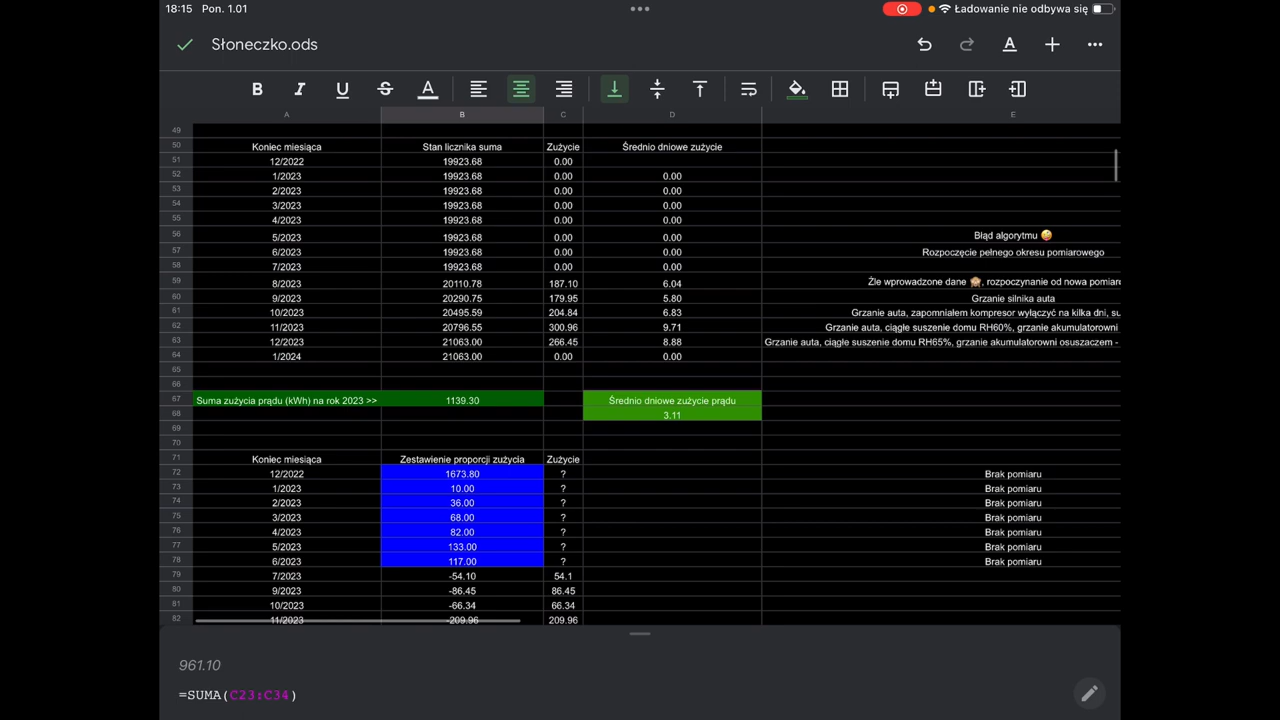 18:15 Pon. 1.01
Ładowanie nie odbywa się
Słoneczko.ods
A
B I U S A
A B C D E
49
50 Koniec miesiąca Stan licznika suma Zużycie Średnio dniowe zużycie
51 12/2022 19923.68 0.00
52 1/2023 19923.68 0.00 0.00
53 2/2023 19923.68 0.00 0.00
54 3/2023 19923.68 0.00 0.00
55 4/2023 19923.68 0.00 0.00
56 5/2023 19923.68 0.00 0.00 Błąd algorytmu 🤪
57 6/2023 19923.68 0.00 0.00 Rozpoczęcie pełnego okresu pomiarowego
58 7/2023 19923.68 0.00 0.00
59 8/2023 20110.78 187.10 6.04 Źle wprowadzone dane 🙈, rozpoczynanie od nowa pomiaró
60 9/2023 20290.75 179.95 5.80 Grzanie silnika auta
61 10/2023 20495.59 204.84 6.83 Grzanie auta, zapomniałem kompresor wyłączyć na kilka dni, su
62 11/2023 20796.55 300.96 9.71 Grzanie auta, ciągłe suszenie domu RH60%, grzanie akumulatorowni
63 12/2023 21063.00 266.45 8.88 Grzanie auta, ciągłe suszenie domu RH65%, grzanie akumulatorowni osuszaczem -
64 1/2024 21063.00 0.00 0.00
65
66
67 Suma zużycia prądu (kWh) na rok 2023 >> 1139.30 Średnio dniowe zużycie prądu
68 3.11
69
70
71 Koniec miesiąca Zestawienie proporcji zużycia Zużycie
72 12/2022 1673.80 ? Brak pomiaru
73 1/2023 10.00 ? Brak pomiaru
74 2/2023 36.00 ? Brak pomiaru
75 3/2023 68.00 ? Brak pomiaru
76 4/2023 82.00 ? Brak pomiaru
77 5/2023 133.00 ? Brak pomiaru
78 6/2023 117.00 ? Brak pomiaru
79 7/2023 -54.10 54.1
80 9/2023 -86.45 86.45
81 10/2023 -66.34 66.34
82 11/2023 -209.96 209.96
961.10
=SUMA(C23:C34)